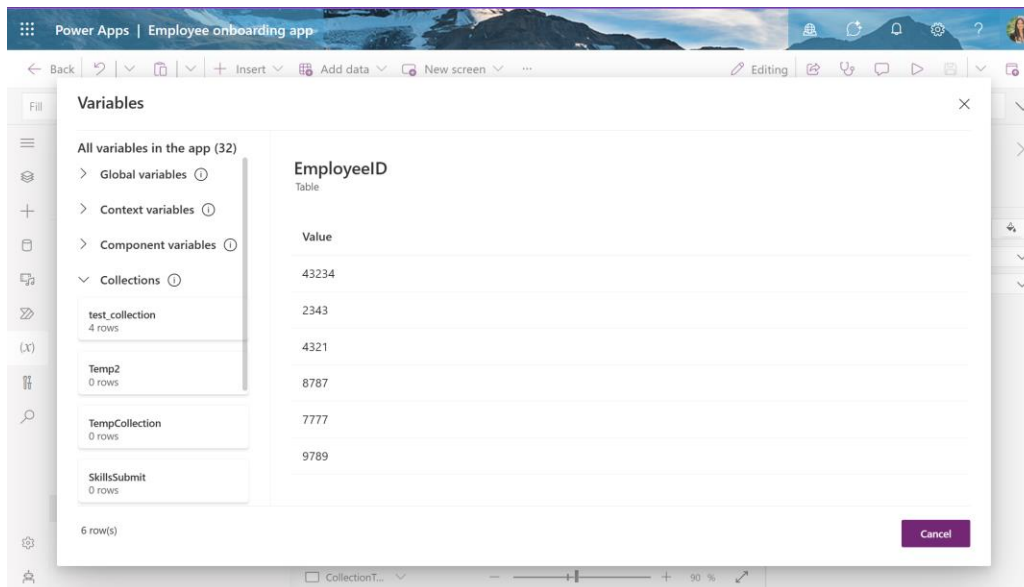 Power Apps | Employee onboarding app
Back Insert Add data New screen ... Editing
Fill
Variables
All variables in the app (32)
Global variables
Context variables
Component variables
Collections
test_collection
4 rows
Temp2
0 rows
TempCollection
0 rows
SkillsSubmit
0 rows
EmployeeID
Table
Value
43234
2343
4321
8787
7777
9789
6 row(s)
Cancel
(x)
CollectionT... 90 %